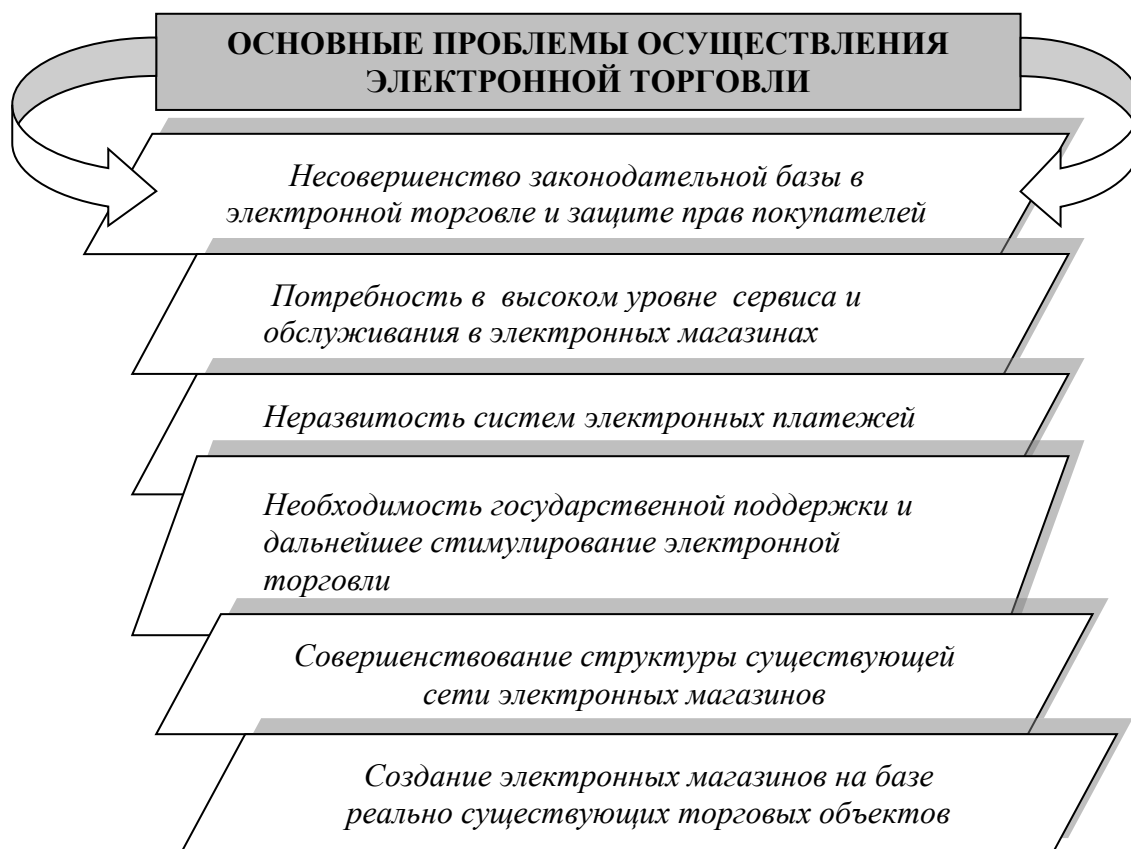 ОСНОВНЫЕ ПРОБЛЕМЫ ОСУЩЕСТВЛЕНИЯ
ЭЛЕКТРОННОЙ ТОРГОВЛИ
Несовершенство законодательной базы в
электронной торговле и защите прав покупателей
Потребность в высоком уровне сервиса и
обслуживания в электронных магазинах
Неразвитость систем электронных платежей
Необходимость государственной поддержки и
дальнейшее стимулирование электронной
торговли
Совершенствование структуры существующей
сети электронных магазинов
Создание электронных магазинов на базе
реально существующих торговых объектов